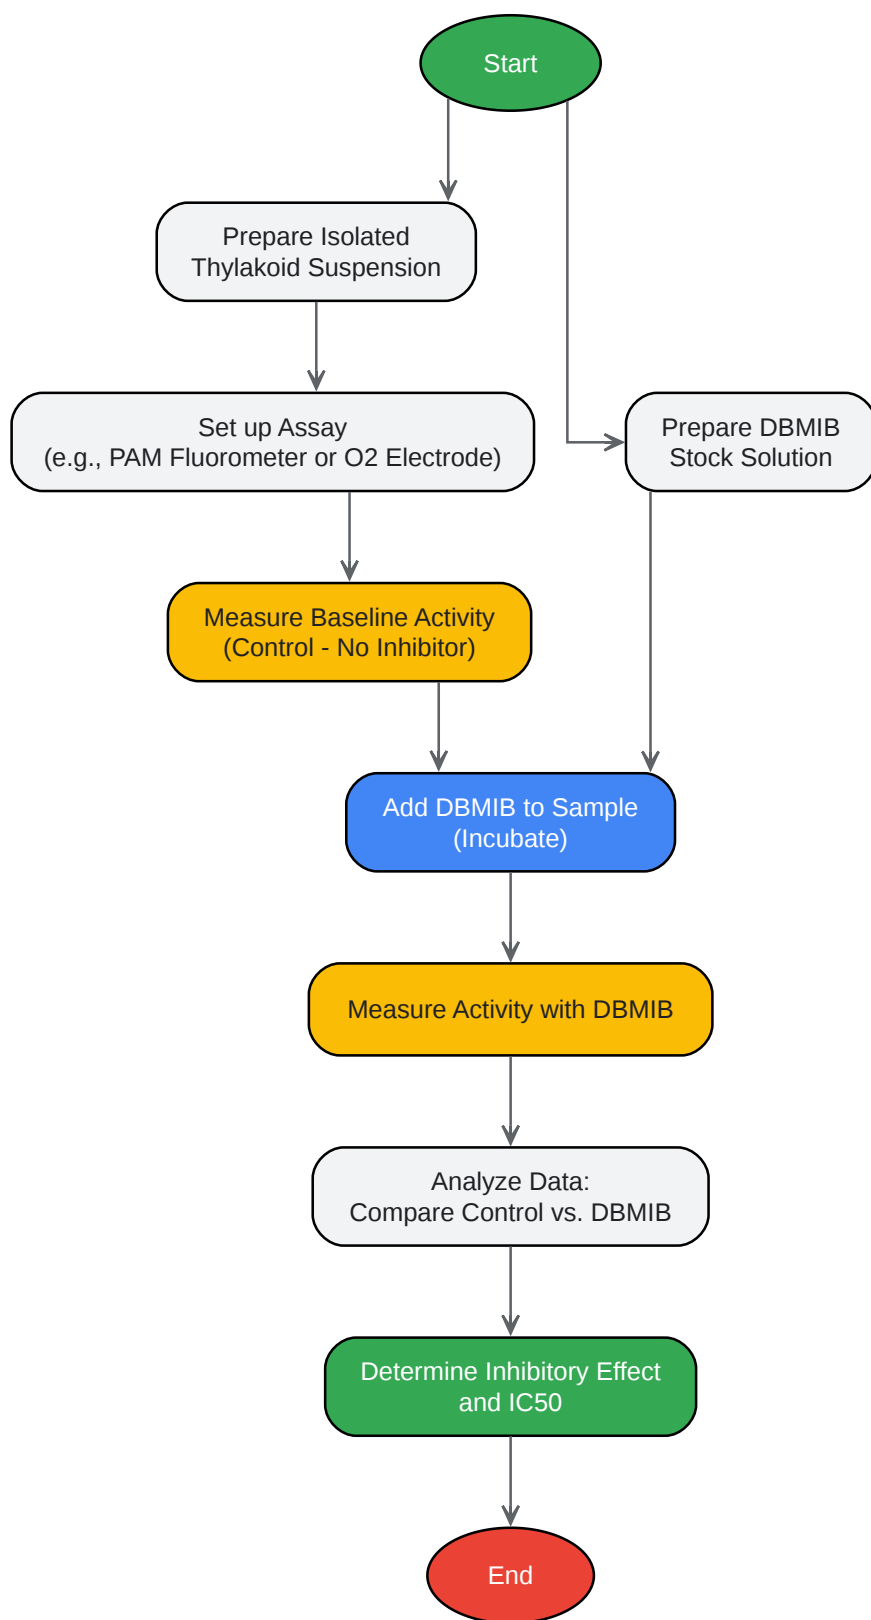 Start
Prepare Isolated
Thylakoid Suspension
Set up Assay
(e.g., PAM Fluorometer or O2 Electrode)
Prepare DBMIB
Stock Solution
Measure Baseline Activity
(Control - No Inhibitor)
Add DBMIB to Sample
(Incubate)
Measure Activity with DBMIB
Analyze Data:
Compare Control vs. DBMIB
Determine Inhibitory Effect
and IC50
End